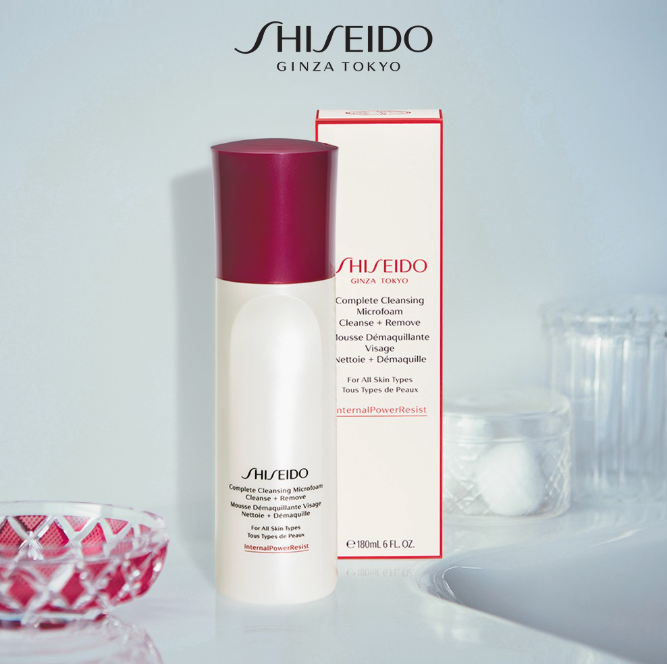 SHISEIDO
GINZA TOKYO
SHISEIDO
GINZA TOKYO
Complete Cleansing
Microfoam
Cleanse + Remove
Mousse Démaquillante
Visage
Nettoie + Démaquille
For All Skin Types
Tous Types de Peaux
InternalPowerResist
℮180mL 6 FL. OZ.
SHISEIDO
Complete Cleansing Microfoam
Cleanse + Remove
Mousse Démaquillante Visage
Nettoie + Démaquille
For All Skin Types
Tous Types de Peaux
InternalPowerResist